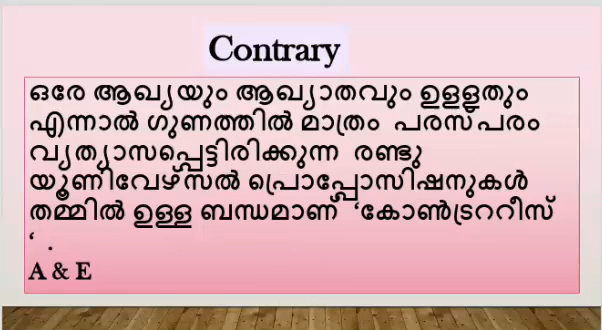 Contrary
ഒരേ ആഖ്യയും ആഖ്യാതവും ഉള്ളതും
എന്നാൽ ഗുണത്തിൽ മാത്രം പരസ്പരം
വ്യത്യാസപ്പെട്ടിരിക്കുന്ന രണ്ടു
യൂണിവേഴ്സൽ പ്രൊപ്പോസിഷനുകൾ
തമ്മിൽ ഉള്ള ബന്ധമാണ് ‘കോൺട്രററീസ്
‘ .
A & E